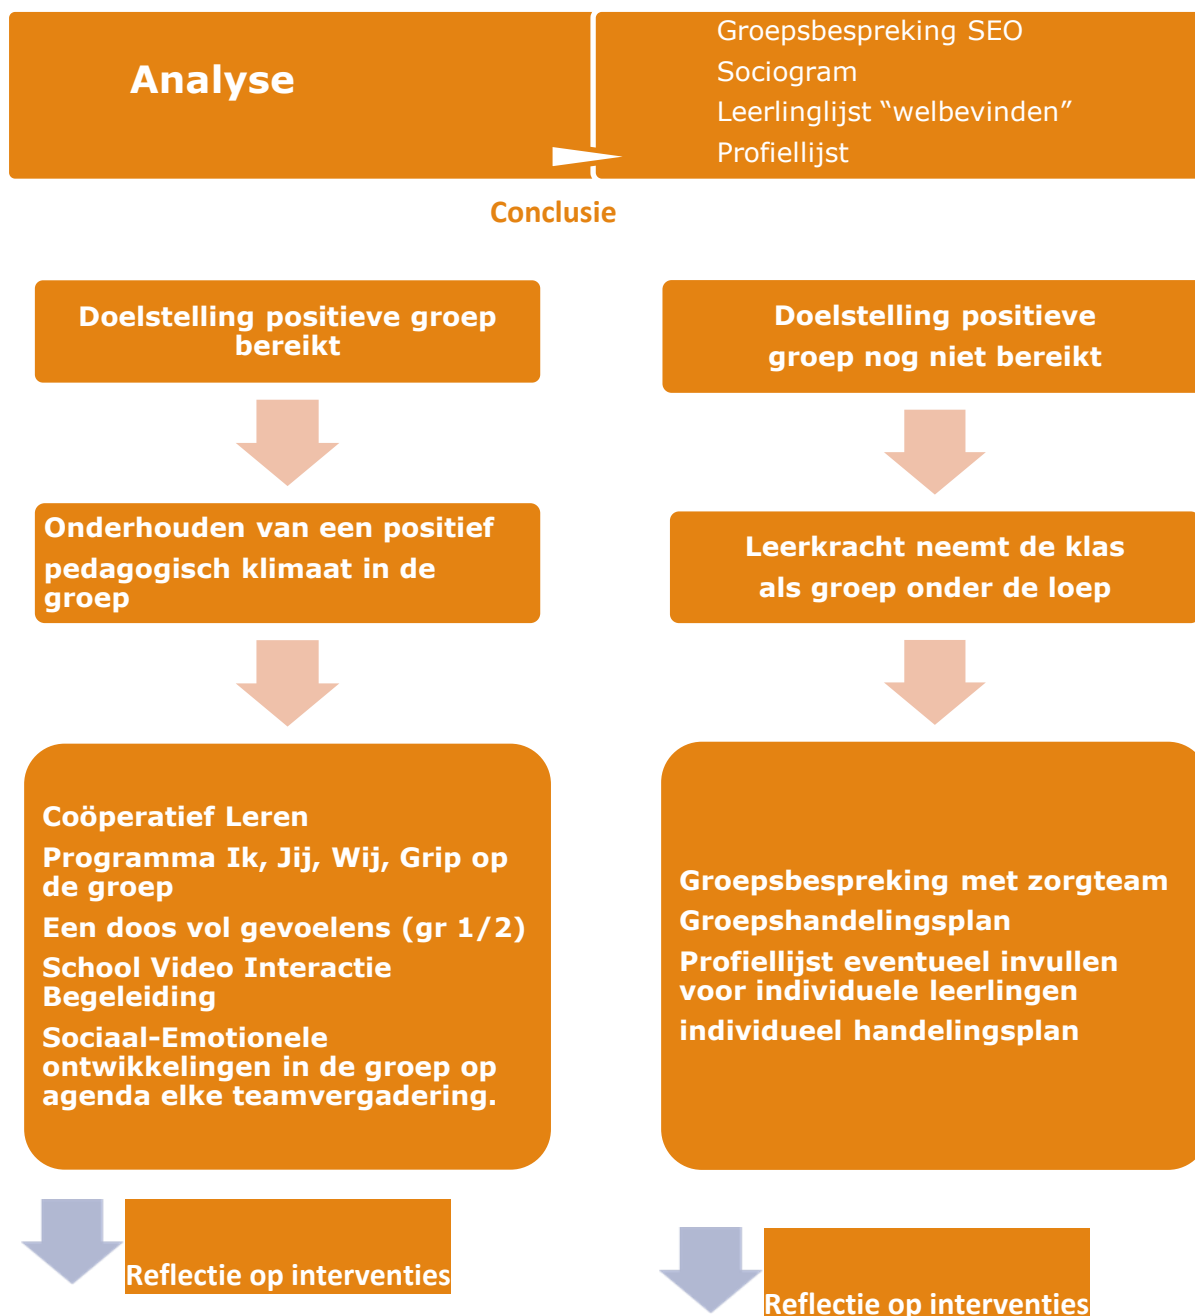 Analyse
Groepsbespreking SEO
Sociogram
Leerlinglijst “welbevinden”
Profiellijst
Conclusie
Doelstelling positieve groep
bereikt
Onderhouden van een positief
pedagogisch klimaat in de
groep
Coöperatief Leren
Programma Ik, Jij, Wij, Grip op
de groep
Een doos vol gevoelens (gr 1/2)
School Video Interactie
Begeleiding
Sociaal-Emotionele
ontwikkelingen in de groep op
agenda elke teamvergadering.
Reflectie op interventies
Doelstelling positieve
groep nog niet bereikt
Leerkracht neemt de klas
als groep onder de loep
Groepsbespreking met zorgteam
Groepshandelingsplan
Profiellijst eventueel invullen
voor individuele leerlingen
individueel handelingsplan
Reflectie op interventies